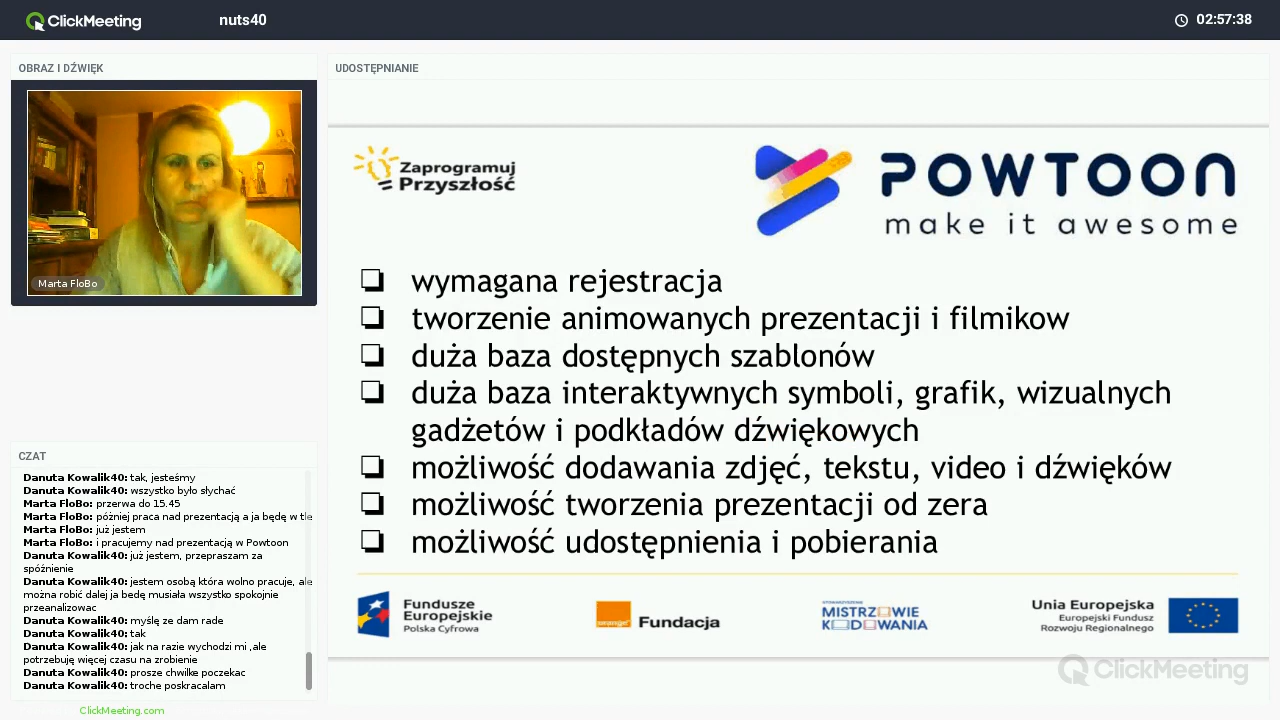 ClickMeeting
nuts40
02:57:38
OBRAZ I DŹWIĘK
Marta FloBo
CZAT
Danuta Kowalik40: tak, jesteśmy
Danuta Kowalik40: wszystko było słychać
Marta FloBo: przerwa do 15.45
Marta FloBo: później praca nad prezentacją a ja będę w tle
Marta FloBo: już jestem
Marta FloBo: i pracujemy nad prezentacją w Powtoon
Danuta Kowalik40: już jestem, przepraszam za
spóźnienie
Danuta Kowalik40: jestem osobą która wolno pracuje, ale
można robić dalej ja bedę musiała wszystko spokojnie
przeanalizowac
Danuta Kowalik40: myślę ze dam rade
Danuta Kowalik40: tak
Danuta Kowalik40: jak na razie wychodzi mi ,ale
potrzebuję więcej czasu na zrobienie
Danuta Kowalik40: prosze chwilke poczekac
Danuta Kowalik40: troche poskracalam
ClickMeeting.com
UDOSTĘPNIANIE
Zaprogramuj
Przyszłość
POWTOON
make it awesome
wymagana rejestracja
tworzenie animowanych prezentacji i filmikow
duża baza dostępnych szablonów
duża baza interaktywnych symboli, grafik, wizualnych
gadżetów i podkładów dźwiękowych
możliwość dodawania zdjęć, tekstu, video i dźwięków
możliwość tworzenia prezentacji od zera
możliwość udostępnienia i pobierania
Fundusze
Europejskie
Polska Cyfrowa
orange
Fundacja
STOWARZYSZENIE
MISTRZOWIE
KODOWANIA
Unia Europejska
Europejski Fundusz
Rozwoju Regionalnego
ClickMeeting